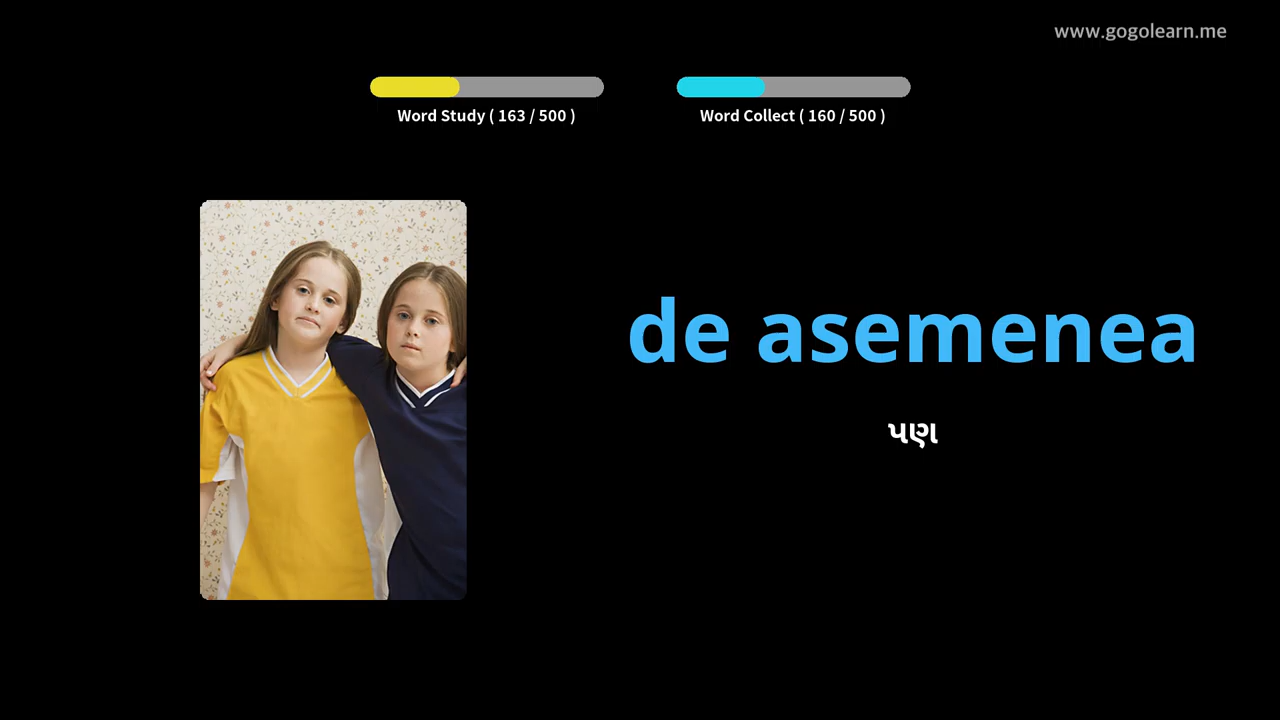 www.gogolearn.me
Word Study ( 163 / 500 )
Word Collect ( 160 / 500 )
de asemenea
પણ